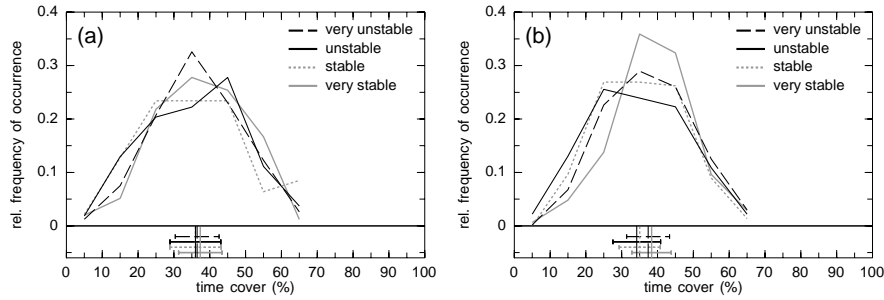 (a)
very unstable
unstable
stable
very stable
rel. frequency of occurrence
0.4
0.3
0.2
0.1
0
0 10 20 30 40 50 60 70 80 90 100
time cover (%)
(b)
very unstable
unstable
stable
very stable
rel. frequency of occurrence
0.4
0.3
0.2
0.1
0
0 10 20 30 40 50 60 70 80 90 100
time cover (%)